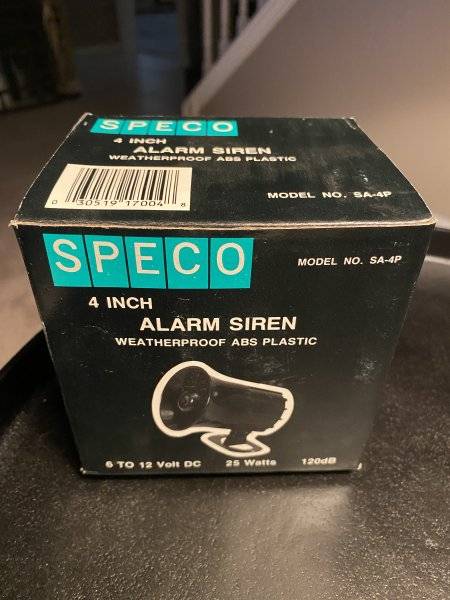 SPECO
4 INCH
ALARM SIREN
WEATHERPROOF ABS PLASTIC
0 30519 17004 8
MODEL NO. SA-4P
SPECO
MODEL NO. SA-4P
4 INCH
ALARM SIREN
WEATHERPROOF ABS PLASTIC
6 TO 12 Volt DC 25 Watts 120dB